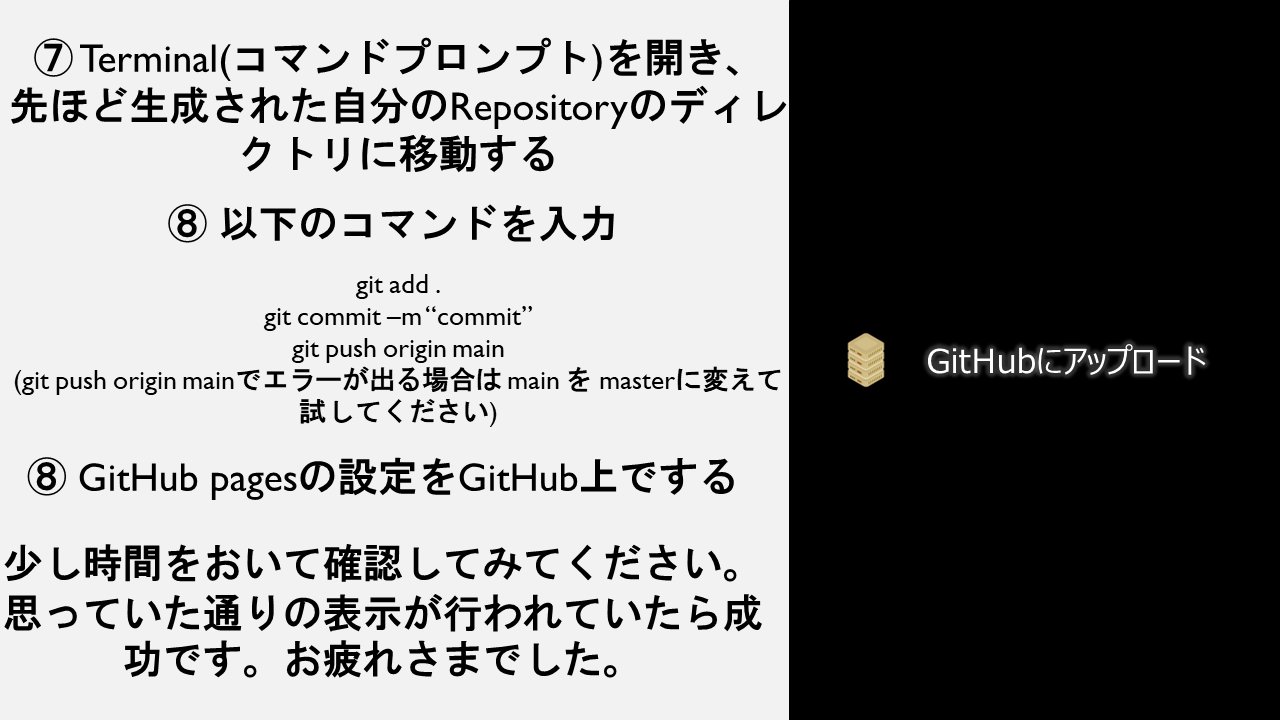 ⑦ Terminal(コマンドプロンプト)を開き、
先ほど生成された自分のRepositoryのディレ
クトリに移動する
⑧ 以下のコマンドを入力
git add .
git commit –m “commit”
git push origin main
(git push origin mainでエラーが出る場合は main を masterに変えて
試してください)
⑧ GitHub pagesの設定をGitHub上でする
少し時間をおいて確認してみてください。
思っていた通りの表示が行われていたら成
功です。お疲れさまでした。
GitHubにアップロード